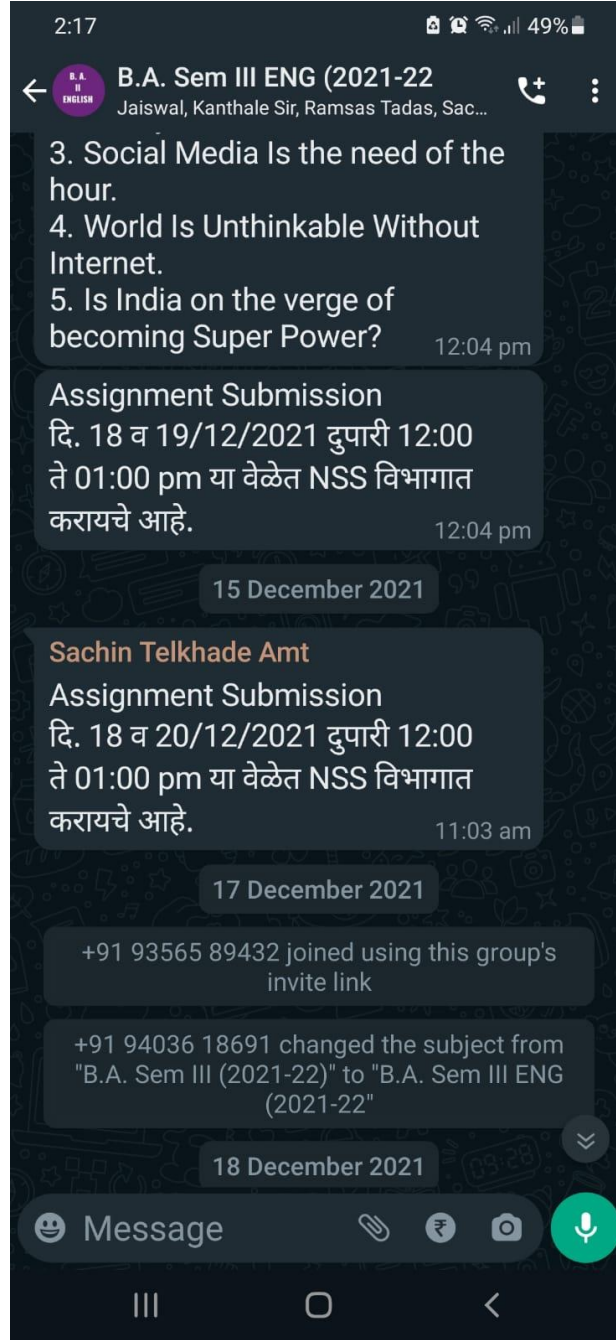 2:17 49%
B. A.
II
ENGLISH
B.A. Sem III ENG (2021-22
Jaiswal, Kanthale Sir, Ramsas Tadas, Sac...
3. Social Media Is the need of the
hour.
4. World Is Unthinkable Without
Internet.
5. Is India on the verge of
becoming Super Power? 12:04 pm
Assignment Submission
दि. 18 व 19/12/2021 दुपारी 12:00
ते 01:00 pm या वेळेत NSS विभागात
करायचे आहे. 12:04 pm
15 December 2021
Sachin Telkhade Amt
Assignment Submission
दि. 18 व 20/12/2021 दुपारी 12:00
ते 01:00 pm या वेळेत NSS विभागात
करायचे आहे. 11:03 am
17 December 2021
+91 93565 89432 joined using this group's
invite link
+91 94036 18691 changed the subject from
"B.A. Sem III (2021-22)" to "B.A. Sem III ENG
(2021-22"
18 December 2021
Message